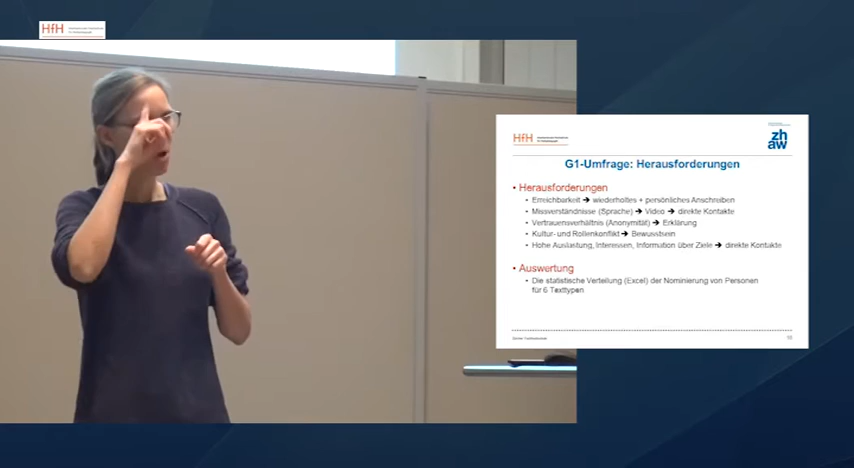 HfH
HfH
zh
aw
G1-Umfrage: Herausforderungen
• Herausforderungen
• Erreichbarkeit ➔ wiederholtes + persönliches Anschreiben
• Missverständnisse (Sprache) ➔ Video ➔ direkte Kontakte
• Vertrauensverhältnis (Anonymität) ➔ Erklärung
• Kultur- und Rollenkonflikt ➔ Bewusstsein
• Hohe Auslastung, Interessen, Information über Ziele ➔ direkte Kontakte
• Auswertung
• Die statistische Verteilung (Excel) der Nominierung von Personen
für 6 Texttypen